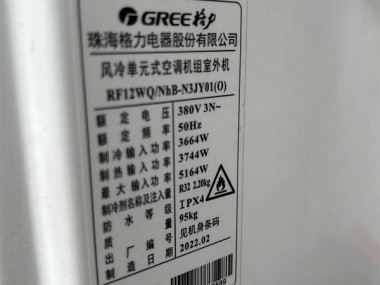 GREE格力
珠海格力电器股份有限公司
风冷单元式空调机组室外机
RF12WQ/NhB-N3JY01(O)
额定电压 380V 3N~
额定频率 50Hz
制冷输入功率 3664W
制热输入功率 3744W
最大输入功率 5164W
制冷剂名称及注入量 R32 2.20kg
防水等级 IPX4
质量 95kg
出厂编号 见机身条码
制造日期 2022.02